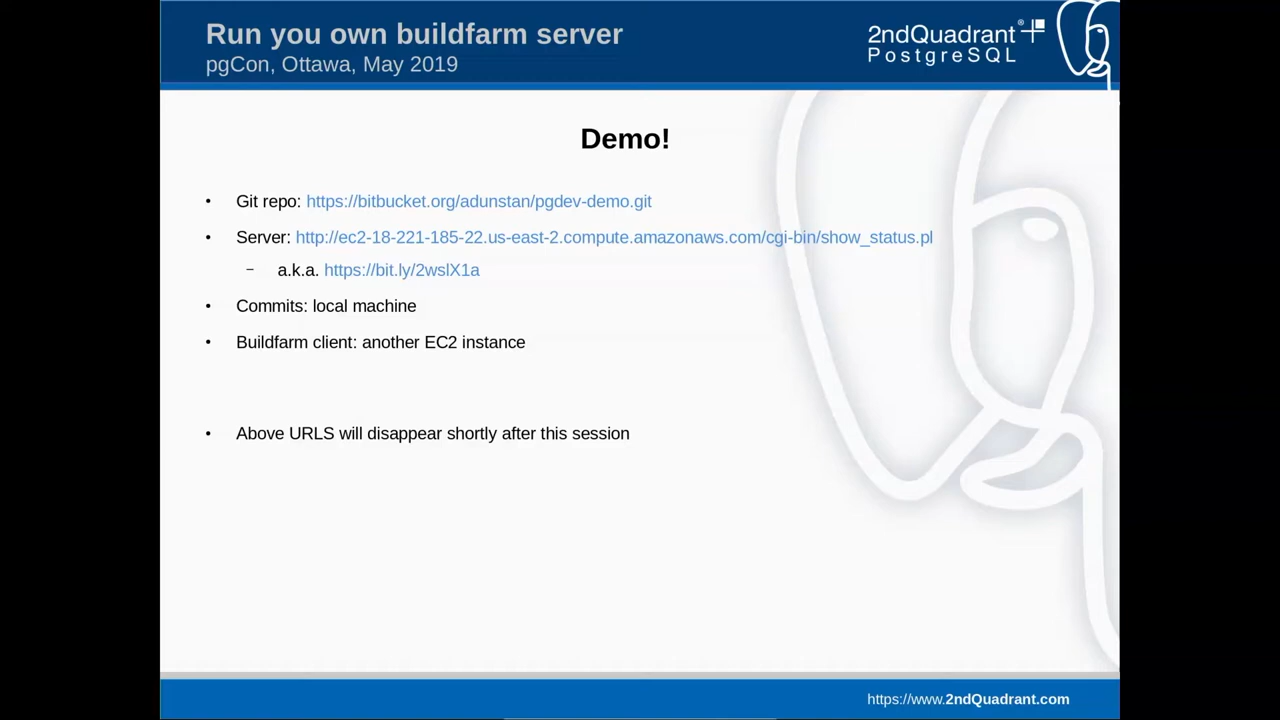 Run you own buildfarm server
pgCon, Ottawa, May 2019
2ndQuadrant®
PostgreSQL
Demo!
• Git repo: https://bitbucket.org/adunstan/pgdev-demo.git
• Server: http://ec2-18-221-185-22.us-east-2.compute.amazonaws.com/cgi-bin/show_status.pl
– a.k.a. https://bit.ly/2wslX1a
• Commits: local machine
• Buildfarm client: another EC2 instance
• Above URLS will disappear shortly after this session
https://www.2ndQuadrant.com